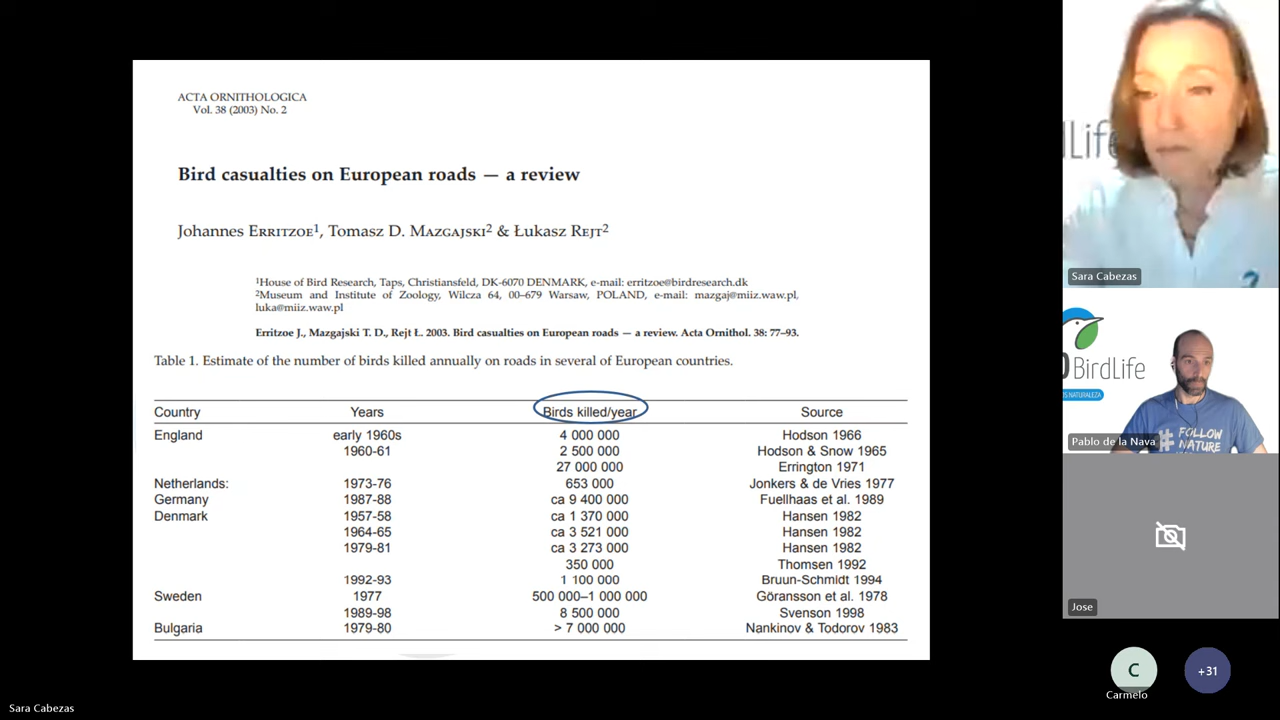 ACTA ORNITHOLOGICA
Vol. 38 (2003) No. 2
Bird casualties on European roads — a review
Johannes ERRITZOE¹, Tomasz D. MAZGAJSKI² & Łukasz REJT²
¹House of Bird Research, Taps, Christiansfeld, DK-6070 DENMARK, e-mail: erritzoe@birdresearch.dk
²Museum and Institute of Zoology, Wilcza 64, 00–679 Warsaw, POLAND, e-mail: mazgaj@miiz.waw.pl,
luka@miiz.waw.pl
Erritzoe J., Mazgajski T. D., Rejt Ł. 2003. Bird casualties on European roads — a review. Acta Ornithol. 38: 77–93.
Table 1. Estimate of the number of birds killed annually on roads in several of European countries.
Country Years Birds killed/year Source
England early 1960s 4 000 000 Hodson 1966
1960-61 2 500 000 Hodson & Snow 1965
27 000 000 Errington 1971
Netherlands: 1973-76 653 000 Jonkers & de Vries 1977
Germany 1987-88 ca 9 400 000 Fuellhaas et al. 1989
Denmark 1957-58 ca 1 370 000 Hansen 1982
1964-65 ca 3 521 000 Hansen 1982
1979-81 ca 3 273 000 Hansen 1982
350 000 Thomsen 1992
1992-93 1 100 000 Bruun-Schmidt 1994
Sweden 1977 500 000–1 000 000 Göransson et al. 1978
1989-98 8 500 000 Svenson 1998
Bulgaria 1979-80 > 7 000 000 Nankinov & Todorov 1983
dLife
Sara Cabezas
BirdLife
NATURALEZA
# FOLLOW
NATURE
Pablo de la Nava
Jose
C
Carmelo
+31
Sara Cabezas